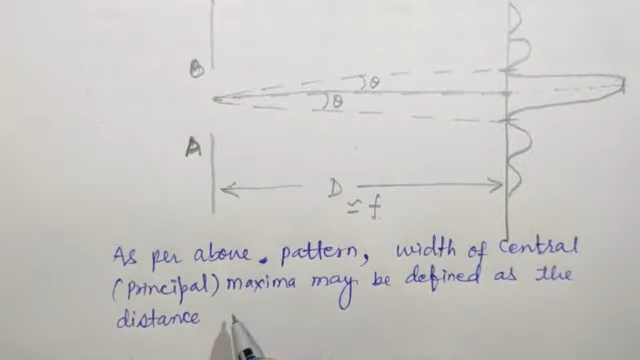 B
θ
θ
A
D
≃ f
As per above. pattern, width of Central
(Principal) maxima may be defined as the
distance